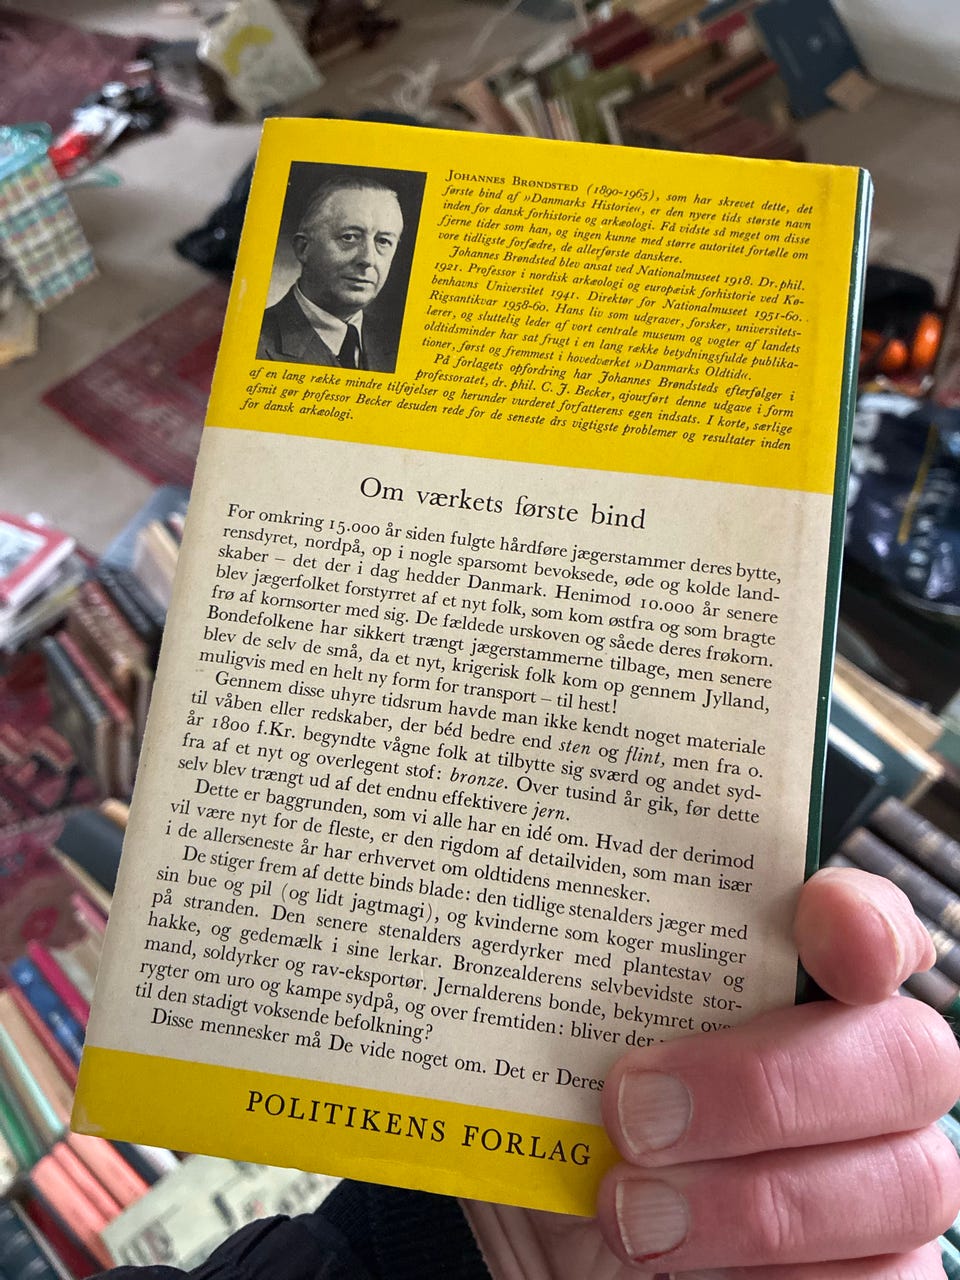 JOHANNES BRØNDSTED (1890-1965), som har skrevet dette, det
første bind af »Danmarks Historie«, er den nyere tids største navn
inden for dansk forhistorie og arkæologi. Få vidste så meget om disse
fjerne tider som han, og ingen kunne med større autoritet fortælle om
vore tidligste forfædre, de allerførste danskere.
Johannes Brøndsted blev ansat ved Nationalmuseet 1918. Dr. phil.
1921. Professor i nordisk arkæologi og europæisk forhistorie ved Kø-
benhavns Universitet 1941. Direktør for Nationalmuseet 1951-60.
Rigsantikvar 1958-60. Hans liv som udgraver, forsker, universitets-
lærer, og sluttelig leder af vort centrale museum og vogter af landets
oldtidsminder har sat frugt i en lang række betydningsfulde publika-
tioner, først og fremmest i hovedværket »Danmarks Oldtid«.
På forlagets opfordring har Johannes Brøndsteds efterfølger i
professoratet, dr. phil. C. J. Becker, ajourført denne udgave i form
af en lang række mindre tilføjelser og herunder vurderet forfatterens egen indsats. I korte, særlige
afsnit gør professor Becker desuden rede for de seneste års vigtigste problemer og resultater inden
for dansk arkæologi.
Om værkets første bind
For omkring 15.000 år siden fulgte hårdføre jægerstammer deres bytte,
rensdyret, nordpå, op i nogle sparsomt bevoksede, øde og kolde land-
skaber – det der i dag hedder Danmark. Henimod 10.000 år senere
blev jægerfolket forstyrret af et nyt folk, som kom østfra og som bragte
frø af kornsorter med sig. De fældede urskoven og såede deres frøkorn.
Bondefolkene har sikkert trængt jægerstammerne tilbage, men senere
blev de selv de små, da et nyt, krigerisk folk kom op gennem Jylland,
muligvis med en helt ny form for transport – til hest!
Gennem disse uhyre tidsrum havde man ikke kendt noget materiale
til våben eller redskaber, der béd bedre end sten og flint, men fra o.
år 1800 f.Kr. begyndte vågne folk at tilbytte sig sværd og andet syd-
fra af et nyt og overlegent stof: bronze. Over tusind år gik, før dette
selv blev trængt ud af det endnu effektivere jern.
Dette er baggrunden, som vi alle har en idé om. Hvad der derimod
vil være nyt for de fleste, er den rigdom af detailviden, som man især
i de allerseneste år har erhvervet om oldtidens mennesker.
De stiger frem af dette binds blade: den tidlige stenalders jæger med
sin bue og pil (og lidt jagtmagi), og kvinderne som koger muslinger
på stranden. Den senere stenalders agerdyrker med plantestav og
hakke, og gedemælk i sine lerkar. Bronzealderens selvbevidste stor-
mand, soldyrker og rav-eksportør. Jernalderens bonde, bekymret
rygter om uro og kampe sydpå, og over fremtiden: bliver der
til den stadigt voksende befolkning?
Disse mennesker må De vide noget om. Det er Deres
POLITIKENS FORLAG